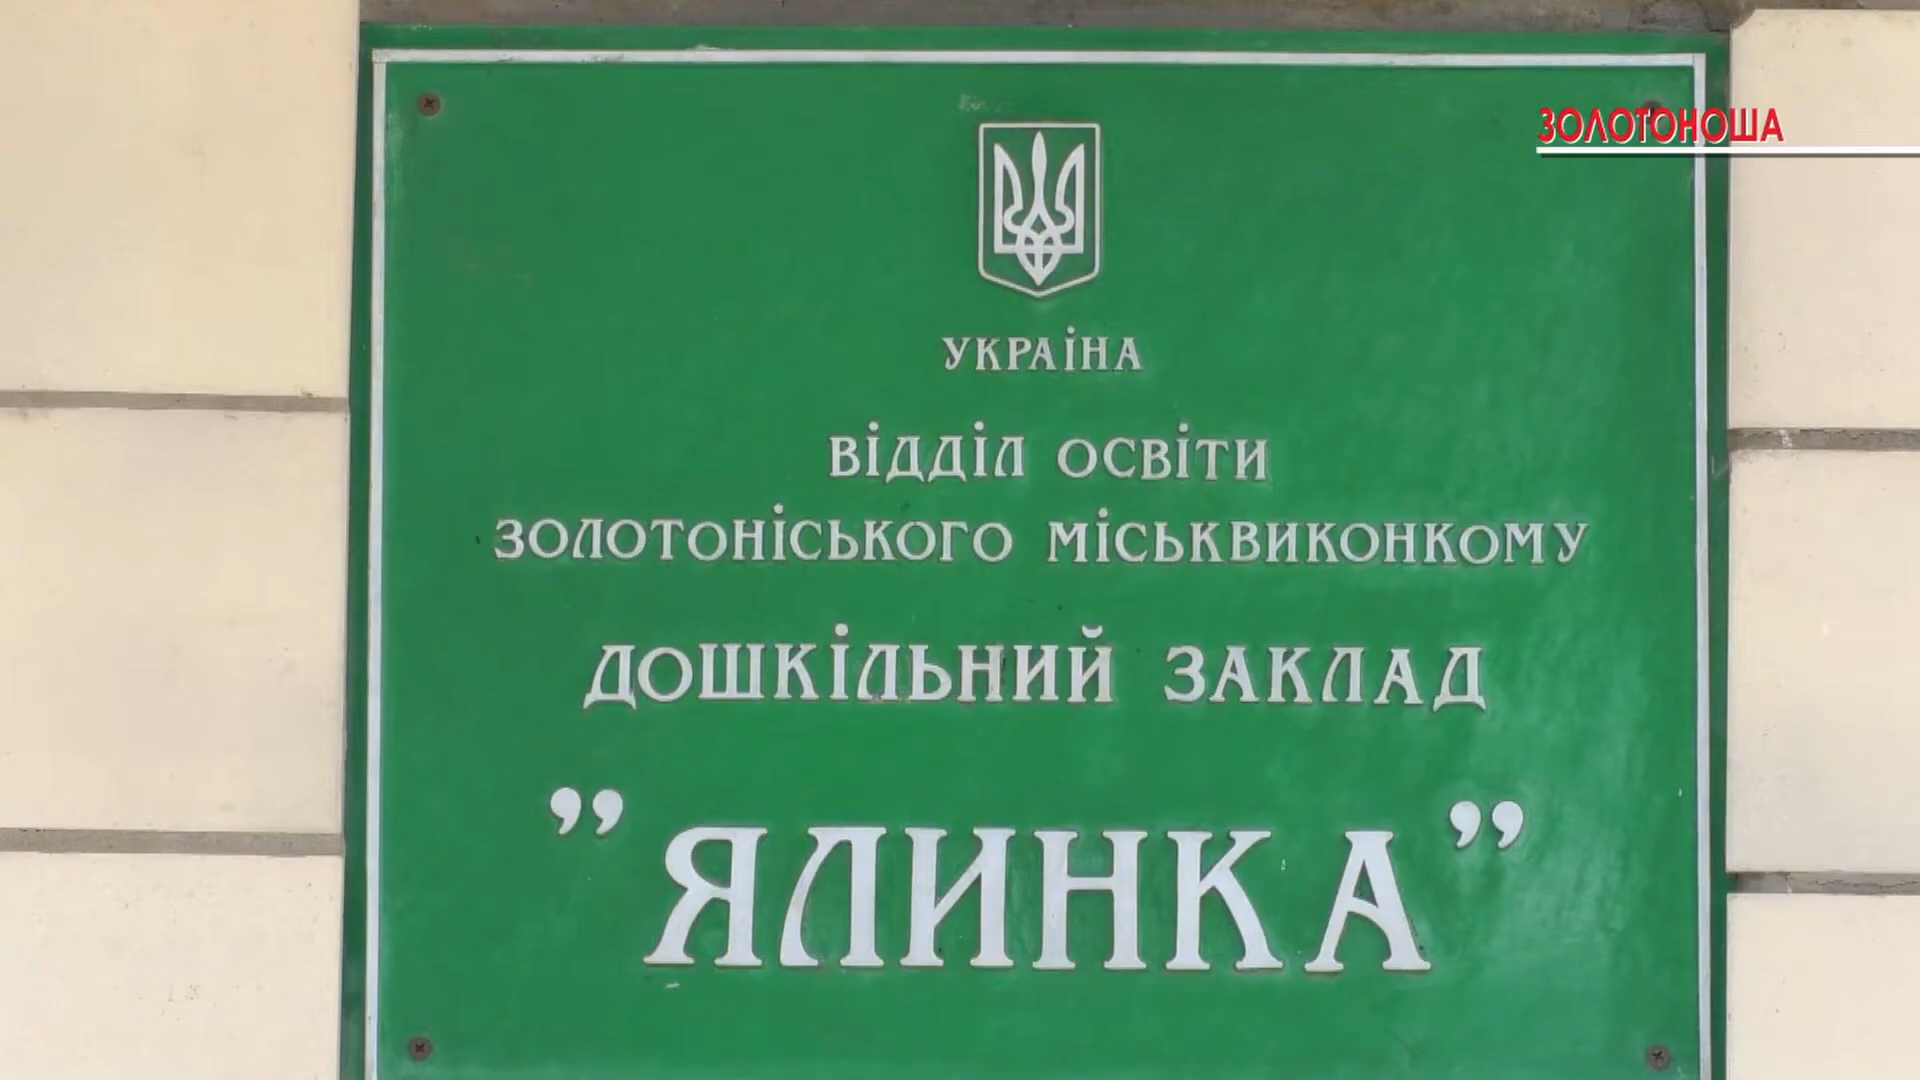 ЗОЛОТОНОША
УКРАЇНА
ВІДДІЛ ОСВІТИ
ЗОЛОТОНІСЬКОГО МІСЬКВИКОНКОМУ
ДОШКІЛЬНИЙ ЗАКЛАД
”ЯЛИНКА”